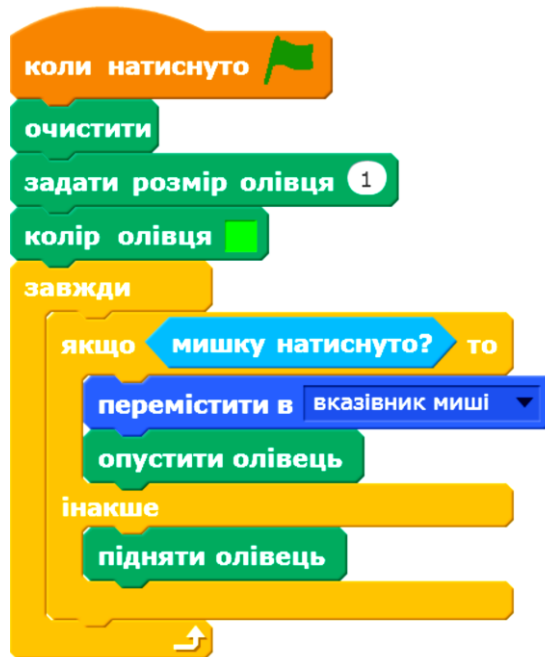 коли натиснуто
очистити
задати розмір олівця 1
колір олівця
завжди
якщо мишку натиснуто? то
перемістити в вказівник миші
опустити олівець
інакше
підняти олівець